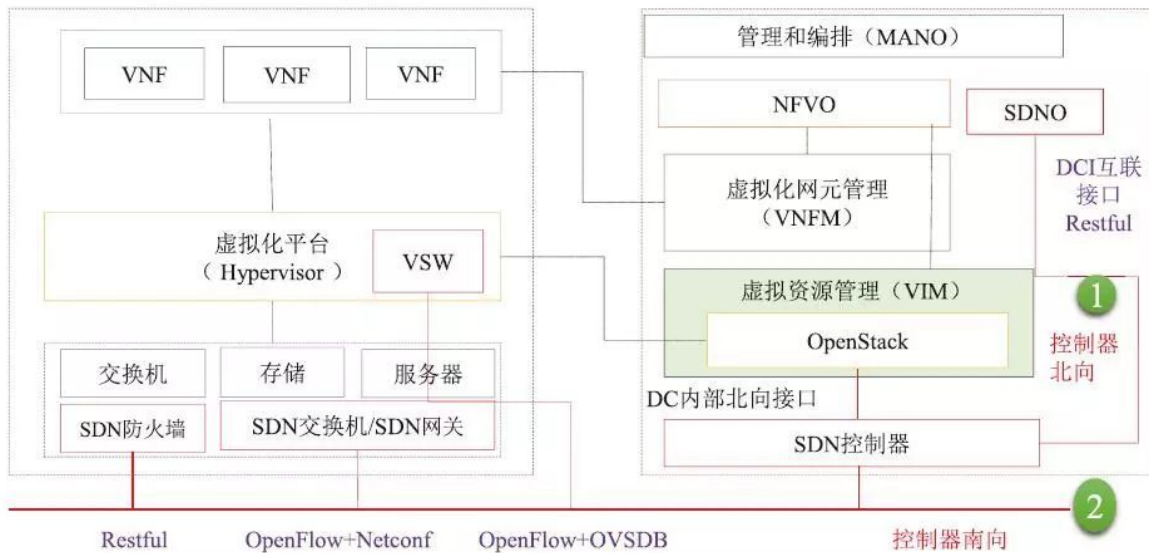 管理和编排（MANO）
VNF
VNF
VNF
NFVO
SDNO
虚拟化网元管理
（VNFM）
DCI互联
接口
Restful
虚拟化平台
（ Hypervisor ）
VSW
虚拟资源管理（VIM）
OpenStack
1
控制器
北向
交换机
存储
服务器
DC内部北向接口
SDN防火墙
SDN交换机/SDN网关
SDN控制器
2
Restful
OpenFlow+Netconf
OpenFlow+OVSDB
控制器南向